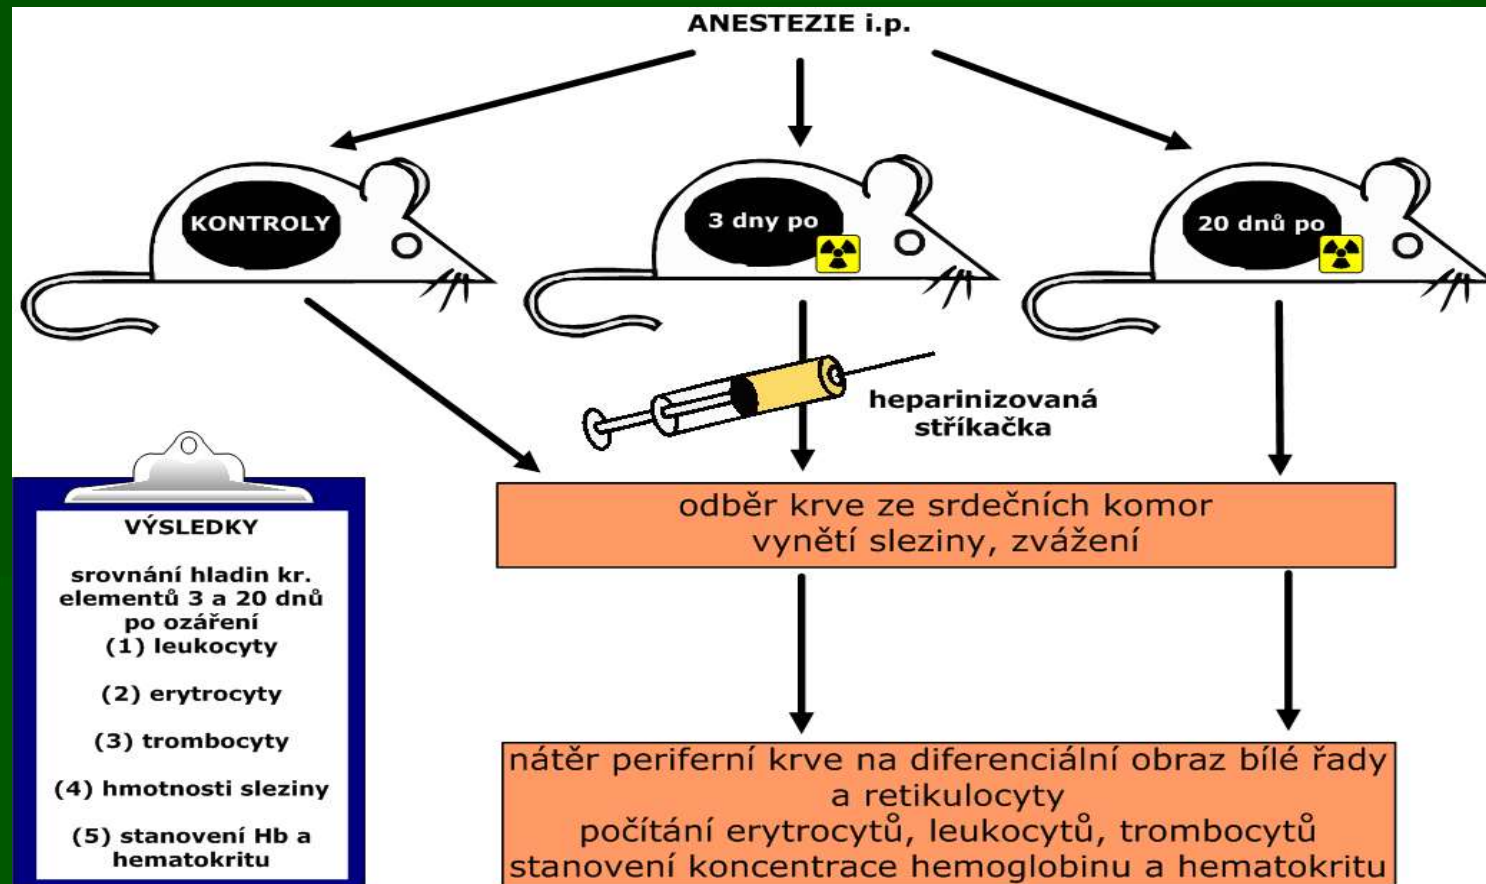 ANESTEZIE i.p.
KONTROLY
3 dny po
20 dnů po
heparinizovaná
stříkačka
odběr krve ze srdečních komor
vynětí sleziny, zvážení
VÝSLEDKY
srovnání hladin kr.
elementů 3 a 20 dnů
po ozáření
(1) leukocyty
(2) erytrocyty
(3) trombocyty
(4) hmotnosti sleziny
(5) stanovení Hb a
hematokritu
nátěr periferní krve na diferenciální obraz bílé řady
a retikulocyty
počítání erytrocytů, leukocytů, trombocytů
stanovení koncentrace hemoglobinu a hematokritu